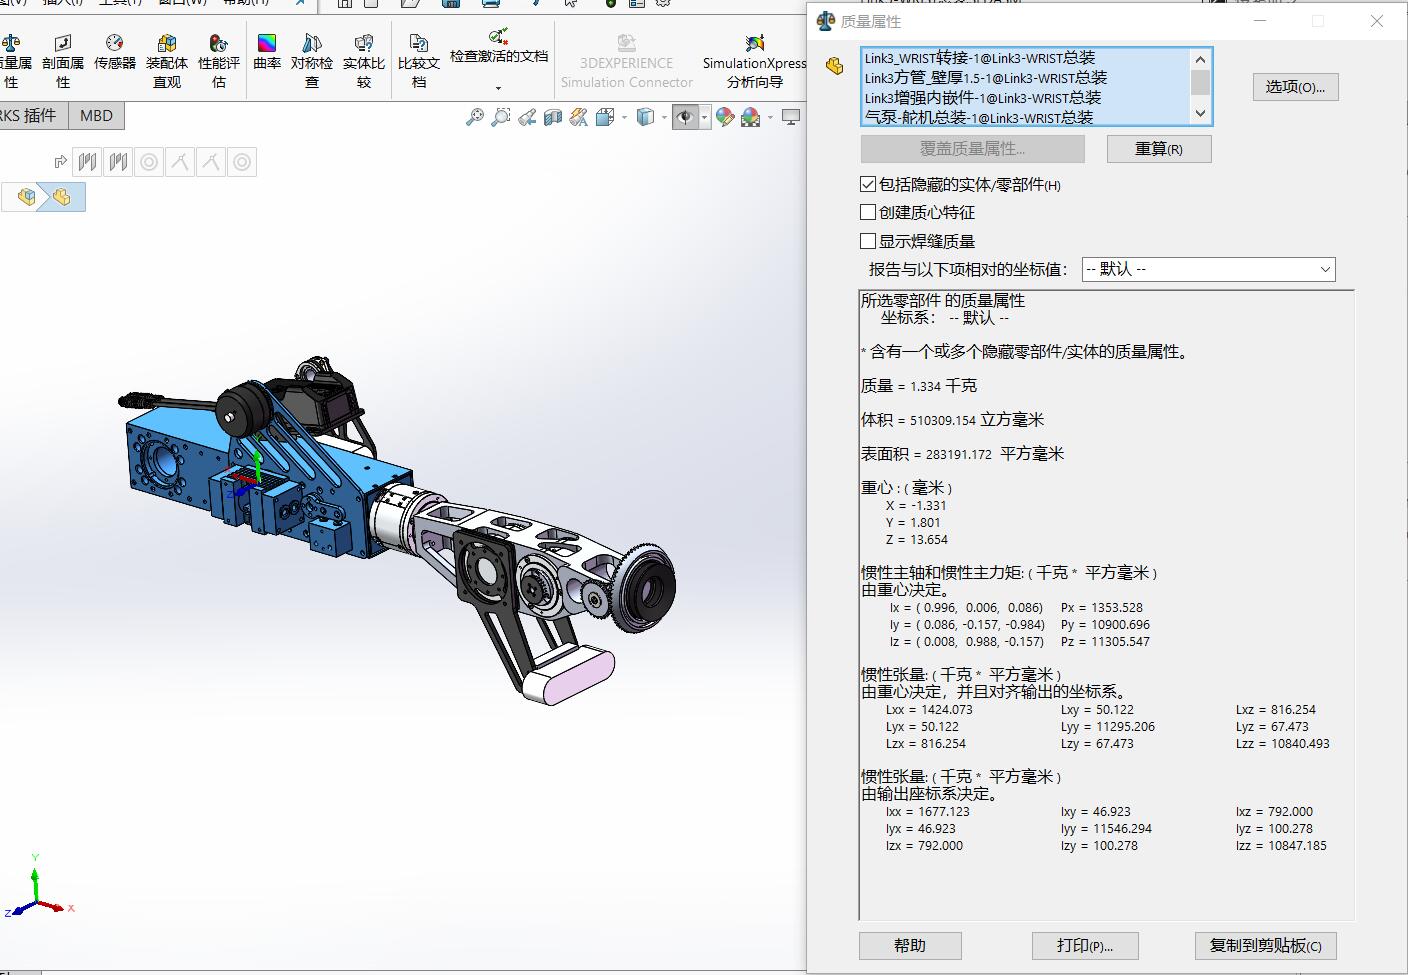 质量属性
剖面属性
传感器
装配体直观
性能评估
曲率
对称检查
实体比较
比较文档
检查激活的文档
3DEXPERIENCE
Simulation Connector
SimulationXpress
分析向导
插件
MBD
Link3_WRIST转接-1@Link3-WRIST总装
Link3方管_壁厚1.5-1@Link3-WRIST总装
Link3增强内嵌件-1@Link3-WRIST总装
气泵-舵机总装-1@Link3-WRIST总装
选项(O)...
覆盖质量属性...
重算(R)
包括隐藏的实体/零部件(H)
创建质心特征
显示焊缝质量
报告与以下项相对的坐标值：
-- 默认 --
所选零部件 的质量属性
坐标系： -- 默认 --
* 含有一个或多个隐藏零部件/实体的质量属性。
质量 = 1.334 千克
体积 = 510309.154 立方毫米
表面积 = 283191.172 平方毫米
重心 : ( 毫米 )
X = -1.331
Y = 1.801
Z = 13.654
惯性主轴和惯性主力矩: ( 千克 * 平方毫米 )
由重心决定。
Ix = ( 0.996, 0.006, 0.086) Px = 1353.528
Iy = ( 0.086, -0.157, -0.984) Py = 10900.696
Iz = ( 0.008, 0.988, -0.157) Pz = 11305.547
惯性张量: ( 千克 * 平方毫米 )
由重心决定，并且对齐输出的坐标系。
Lxx = 1424.073 Lxy = 50.122 Lxz = 816.254
Lyx = 50.122 Lyy = 11295.206 Lyz = 67.473
Lzx = 816.254 Lzy = 67.473 Lzz = 10840.493
惯性张量: ( 千克 * 平方毫米 )
由输出座标系决定。
Ixx = 1677.123 Ixy = 46.923 Ixz = 792.000
Iyx = 46.923 Iyy = 11546.294 Iyz = 100.278
Izx = 792.000 Izy = 100.278 Izz = 10847.185
Z
Y
X
Z
帮助
打印(P)...
复制到剪贴板(C)